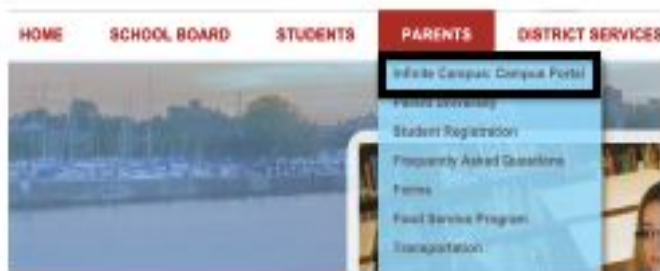 HOME SCHOOL BOARD STUDENTS PARENTS DISTRICT SERVICES
Infinite Campus: Campus Portal
Parent University
Student Registration
Frequently Asked Questions
Forms
Food Service Program
Transportation